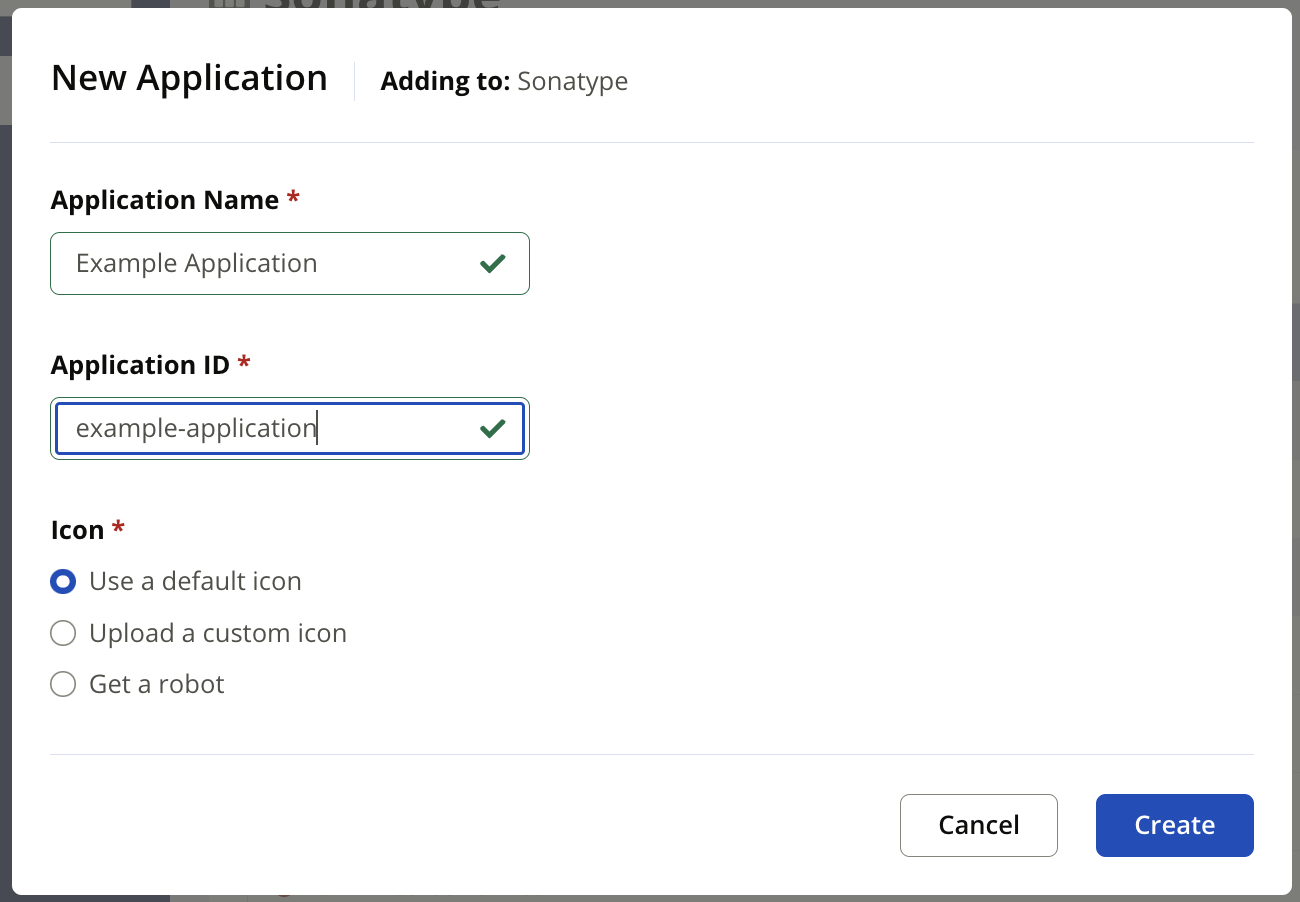 sonatype
New Application
Adding to: Sonatype
Application Name *
Example Application
Application ID *
example-application
Icon *
Use a default icon
Upload a custom icon
Get a robot
Cancel
Create